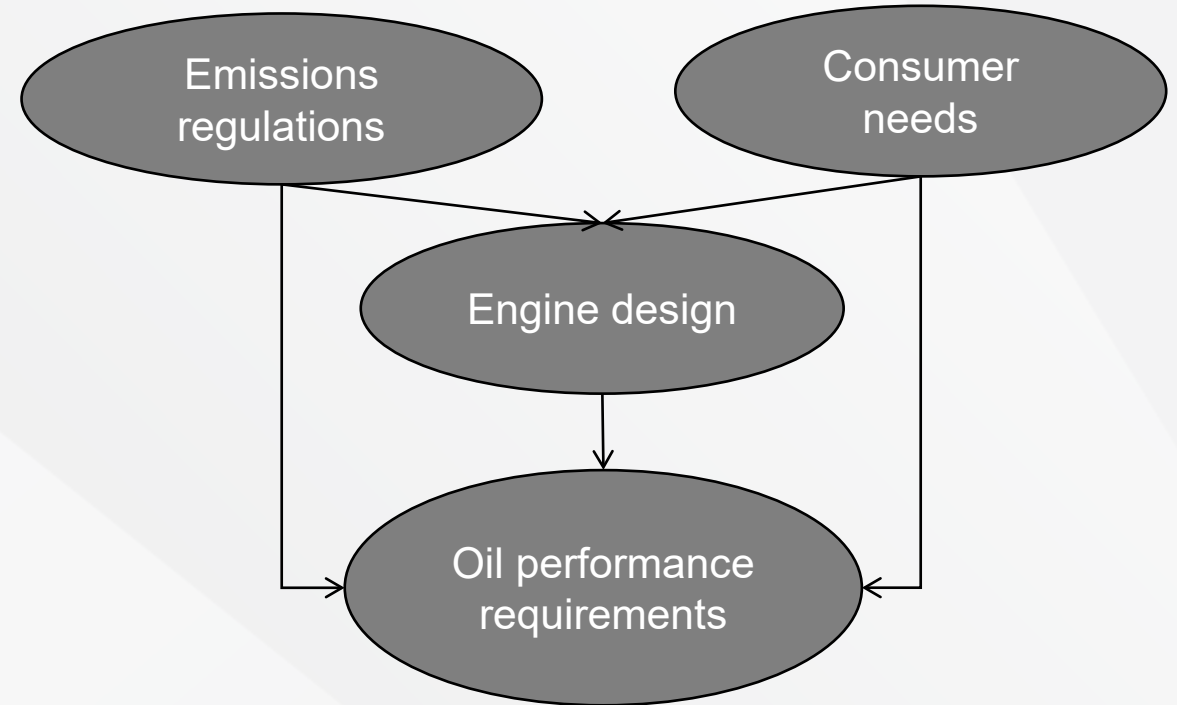 Emissions
regulations
Consumer
needs
Engine design
Oil performance
requirements